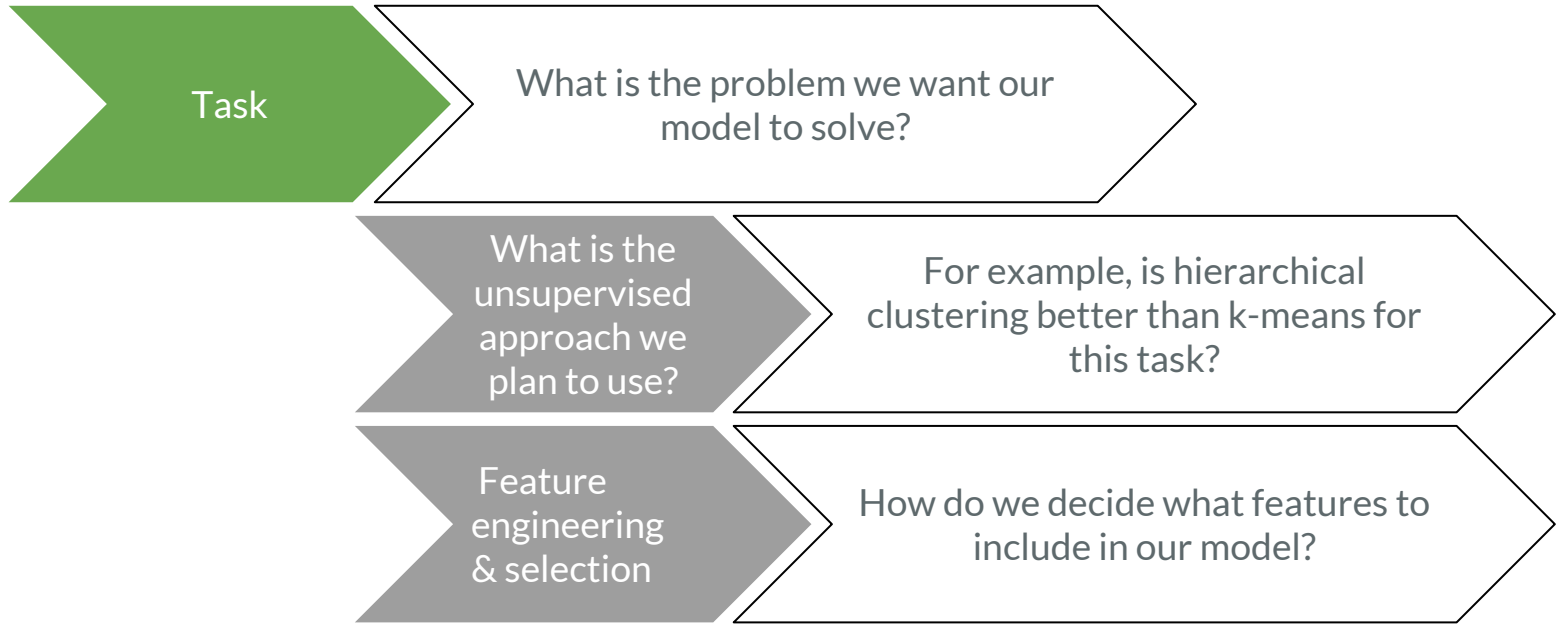 Task
What is the problem we want our
model to solve?
What is the
unsupervised
approach we
plan to use?
For example, is hierarchical
clustering better than k-means for
this task?
Feature
engineering
& selection
How do we decide what features to
include in our model?